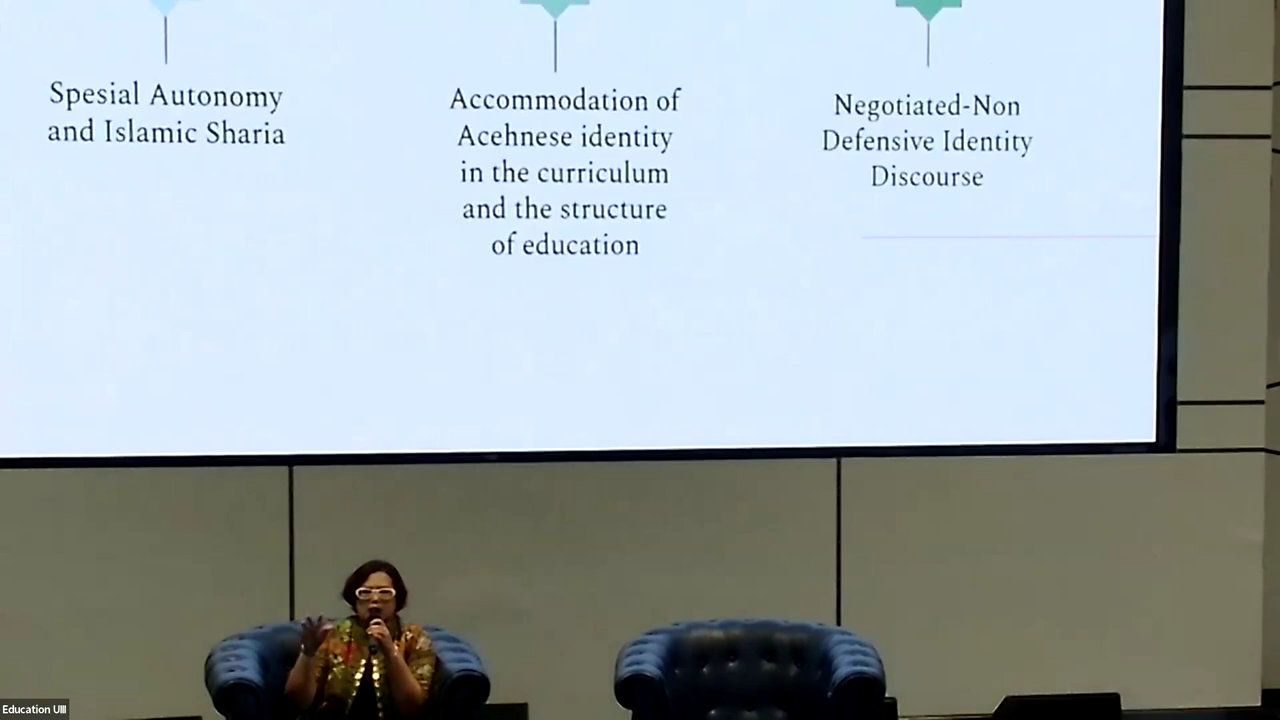 Spesial Autonomy
and Islamic Sharia
Accommodation of
Acehnese identity
in the curriculum
and the structure
of education
Negotiated-Non
Defensive Identity
Discourse
Education UIII